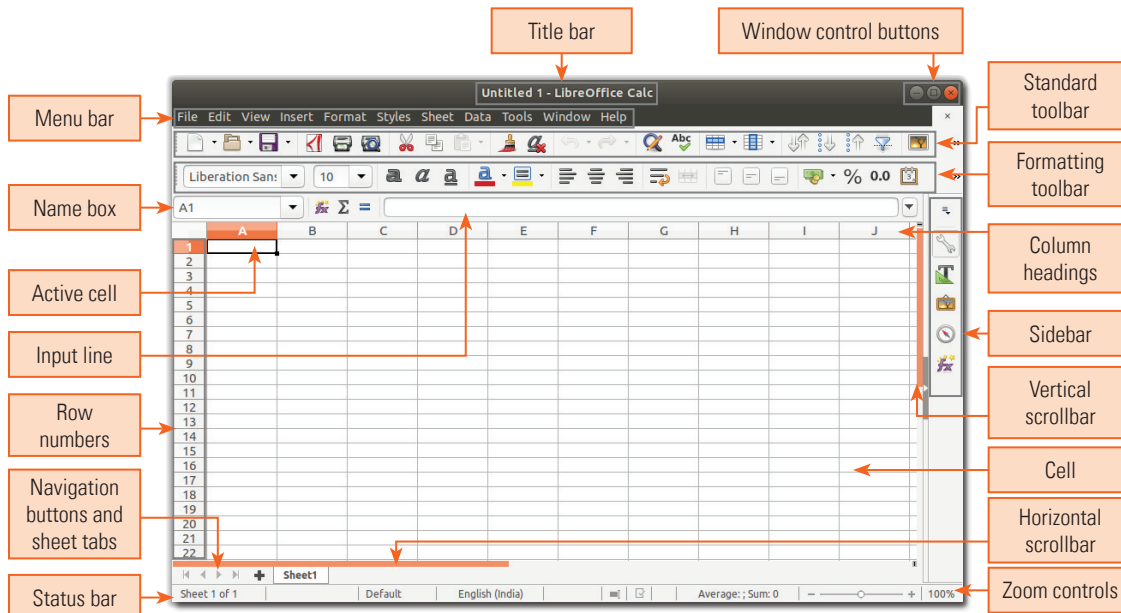 Title bar
Window control buttons
Menu bar
Standard
toolbar
Untitled 1 - LibreOffice Calc
File Edit View Insert Format Styles Sheet Data Tools Window Help
Abc
Formatting
toolbar
Liberation Sans
10
a a a a
% 0.0
Name box
A1
fx Σ =
A B C D E F G H I J
Column
headings
Active cell
Input line
Row
numbers
1
2
3
4
5
6
7
8
9
10
11
12
13
14
15
16
17
18
19
20
21
22
Sidebar
Vertical
scrollbar
Cell
Navigation
buttons and
sheet tabs
Horizontal
scrollbar
Sheet1
Status bar
Sheet 1 of 1
Default
English (India)
Average: ; Sum: 0
100%
Zoom controls